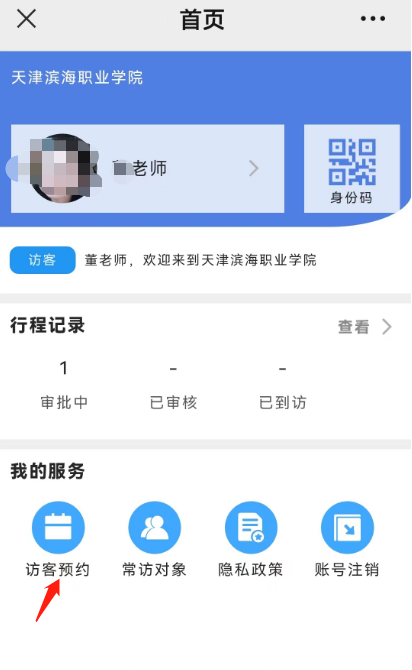 首页
天津滨海职业学院
老师
身份码
访客
董老师，欢迎来到天津滨海职业学院
行程记录
查看
1
-
-
审批中
已审核
已到访
我的服务
访客预约
常访对象
隐私政策
账号注销